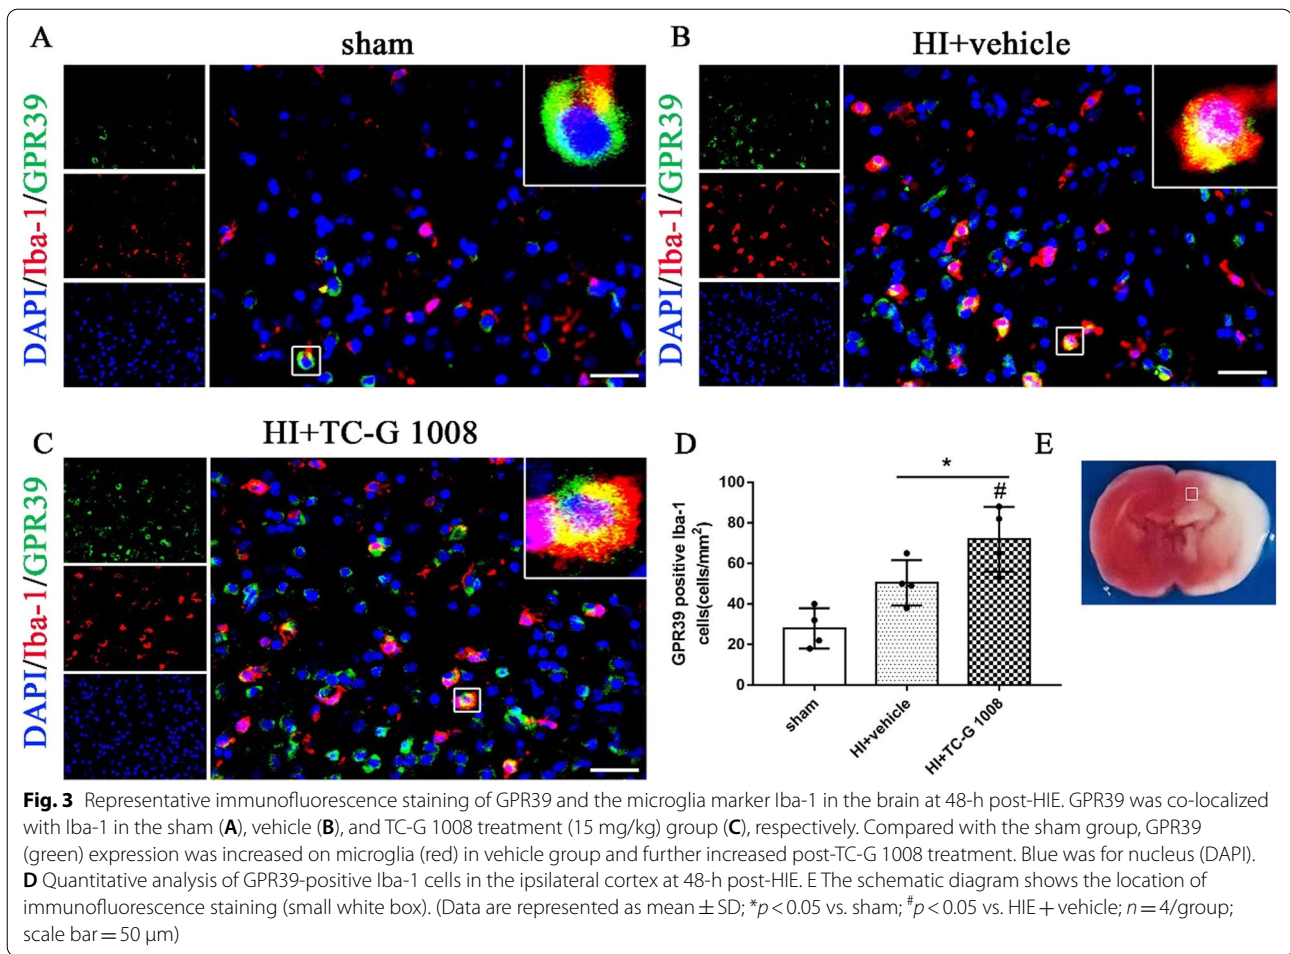 A
sham
DAPI/Iba-1/GPR39
B
HI+vehicle
DAPI/Iba-1/GPR39
C
HI+TC-G 1008
DAPI/Iba-1/GPR39
D
GPR39 positive Iba-1
cells(cells/mm²)
100
80
60
40
20
0
*
#
sham
HI+vehicle
HI+TC-G 1008
E
Fig. 3 Representative immunofluorescence staining of GPR39 and the microglia marker Iba-1 in the brain at 48-h post-HIE. GPR39 was co-localized
with Iba-1 in the sham (A), vehicle (B), and TC-G 1008 treatment (15 mg/kg) group (C), respectively. Compared with the sham group, GPR39
(green) expression was increased on microglia (red) in vehicle group and further increased post-TC-G 1008 treatment. Blue was for nucleus (DAPI).
D Quantitative analysis of GPR39-positive Iba-1 cells in the ipsilateral cortex at 48-h post-HIE. E The schematic diagram shows the location of
immunofluorescence staining (small white box). (Data are represented as mean ± SD; *p < 0.05 vs. sham; #p < 0.05 vs. HIE + vehicle; n = 4/group;
scale bar = 50 µm)